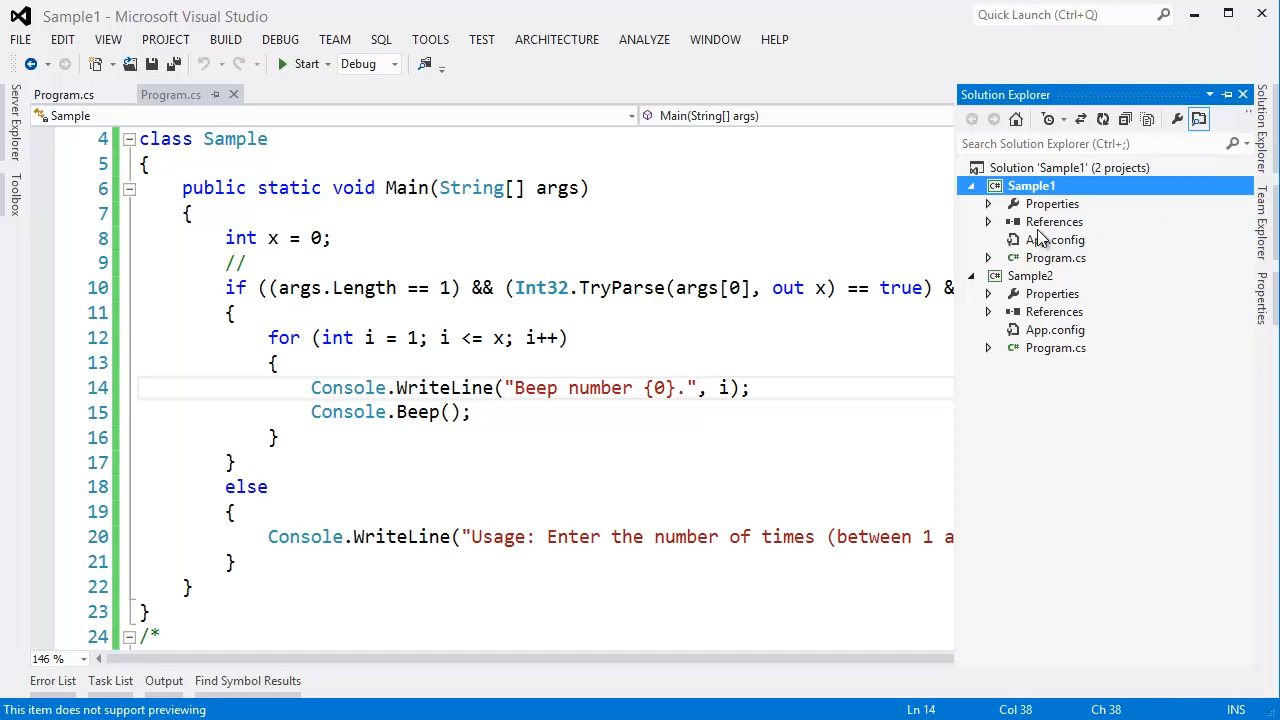 Sample1 - Microsoft Visual Studio
Quick Launch (Ctrl+Q)
FILE EDIT VIEW PROJECT BUILD DEBUG TEAM SQL TOOLS TEST ARCHITECTURE ANALYZE WINDOW HELP
Start Debug
Server Explorer
Toolbox
Program.cs Program.cs
Sample Main(String[] args)
4 class Sample
5 {
6 public static void Main(String[] args)
7 {
8 int x = 0;
9 //
10 if ((args.Length == 1) && (Int32.TryParse(args[0], out x) == true) &
11 {
12 for (int i = 1; i <= x; i++)
13 {
14 Console.WriteLine("Beep number {0}.", i);
15 Console.Beep();
16 }
17 }
18 else
19 {
20 Console.WriteLine("Usage: Enter the number of times (between 1 a
21 }
22 }
23 }
24 /*
146 %
Solution Explorer
Search Solution Explorer (Ctrl+;)
Solution 'Sample1' (2 projects)
C# Sample1
Properties
References
App.config
C# Program.cs
C# Sample2
Properties
References
App.config
C# Program.cs
Solution Explorer
Team Explorer
Properties
Error List Task List Output Find Symbol Results
This item does not support previewing Ln 14 Col 38 Ch 38 INS